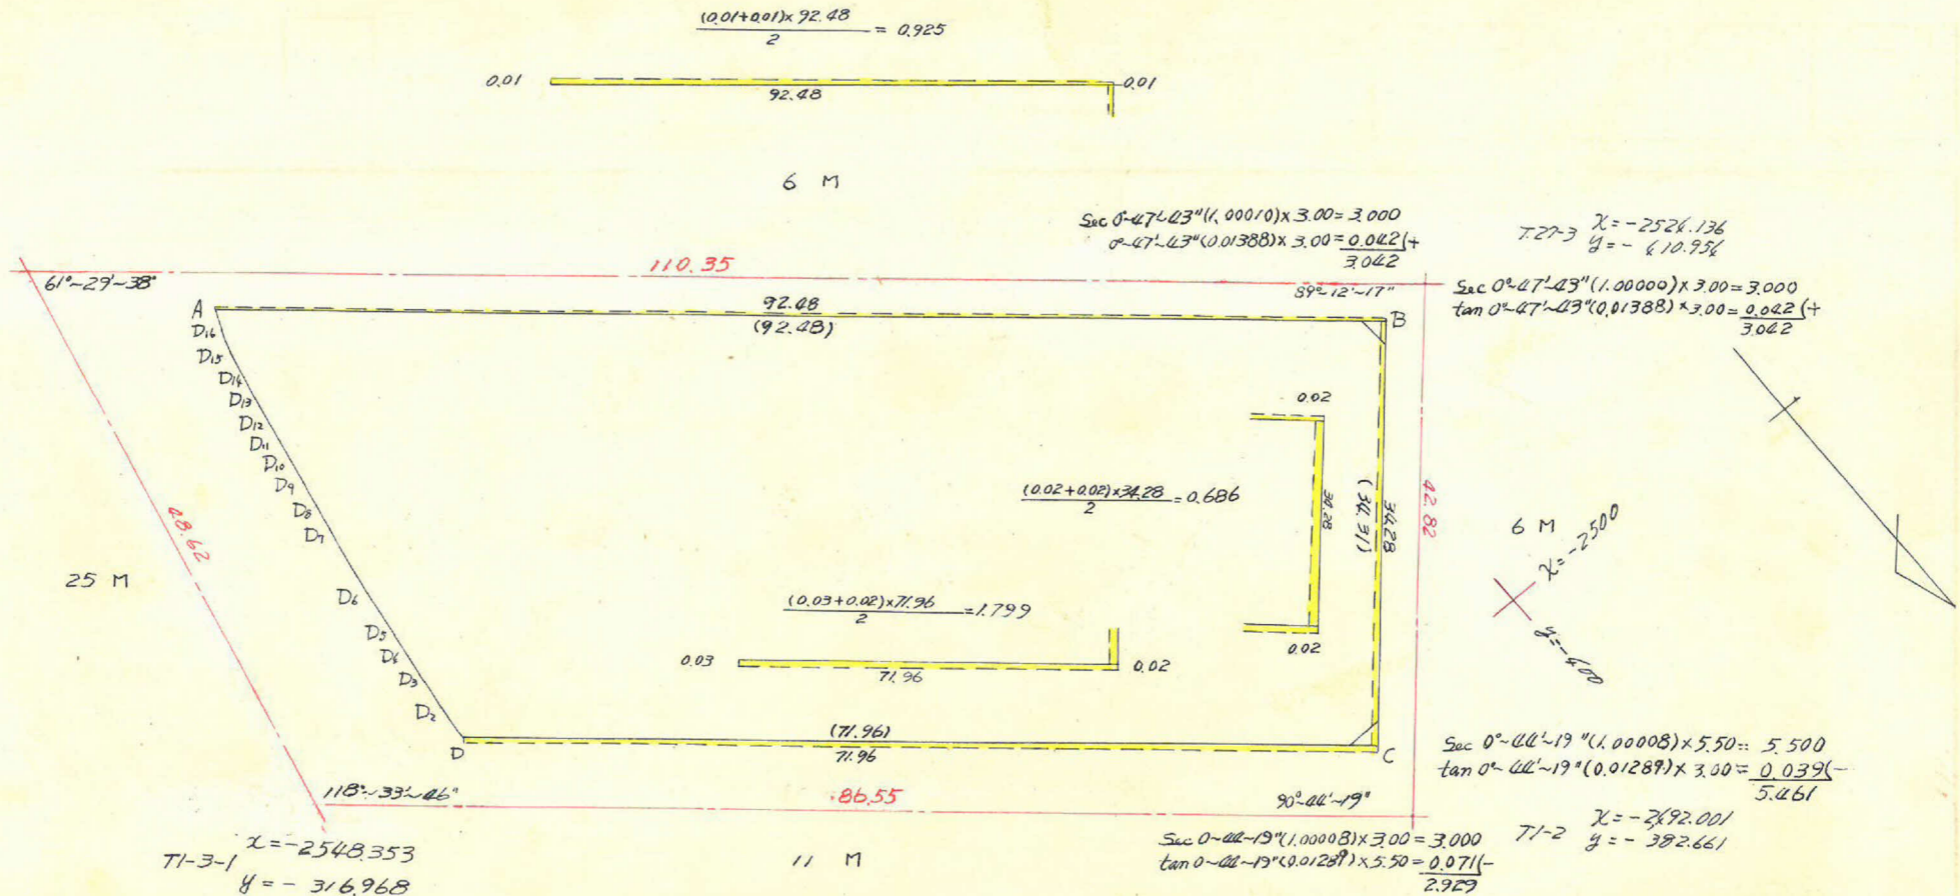 (0.01+0.01)×92.48
2
= 0.925
0.01
92.48
0.01
6 M
Sec 0-47'-43"(1.00010)×3.00=3.000
0°-47'-43"(0.01388)×3.00=0.042(+
3.042
T.27-3
y=- 410.954
61°-29'-38"
110.35
89°-12'-17"
Sec 0°-47'-43"(1.00000)×3.00=3.000
tan 0°-47'-43"(0.01388)×3.00=0.042(+
3.042
A
92.48
(92.48)
B
D16
D15
D14
D13
D12
D11
D10
D9
D8
D7
D6
D5
D4
D3
D2
0.02
(0.02+0.02)×34.28
2
=0.686
34.28
(34.31)
34.28
42.82
48.62
25 M
6 M
x=-2500
y=-400
(0.03+0.02)×71.96
2
=1.799
0.03
71.96
0.02
0.02
(71.96)
71.96
D
C
Sec 0°-44'-19"(1.00008)×5.50= 5.500
tan 0°-44'-19"(0.01289)×3.00= 0.039(-
5.461
118°-33'-46"
86.55
90°-44'-19"
T1-3-1
x=-2548.353
y=- 316.968
11 M
Sec 0-44-19"(1.00008)×3.00=3.000
tan 0-44-19"(0.01289)×5.50=0.071(-
2.929
T1-2
x=-2492.001
y=- 382.661